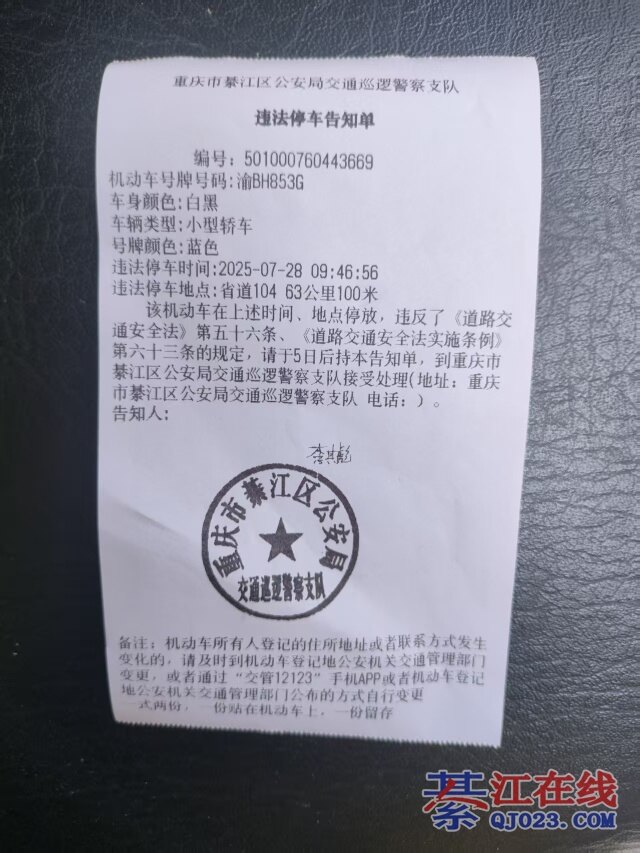 重庆市綦江区公安局交通巡逻警察支队
违法停车告知单
编号：501000760443669
机动车号牌号码:渝BH853G
车身颜色:白黑
车辆类型:小型轿车
号牌颜色:蓝色
违法停车时间:2025-07-28 09:46:56
违法停车地点:省道104 63公里100米
该机动车在上述时间、地点停放，违反了《道路交
通安全法》第五十六条、《道路交通安全法实施条例》
第六十三条的规定，请于5日后持本告知单，到重庆市
綦江区公安局交通巡逻警察支队接受处理(地址：重庆
市綦江区公安局交通巡逻警察支队 电话：）。
告知人:
重庆市綦江区公安局
交通巡逻警察支队
备注：机动车所有人登记的住所地址或者联系方式发生
变化的，请及时到机动车登记地公安机关交通管理部门
变更，或者通过“交管12123”手机APP或者机动车登记
地公安机关交通管理部门公布的方式自行变更
一式两份，一份贴在机动车上，一份留存
綦江在线
QJ023.COM